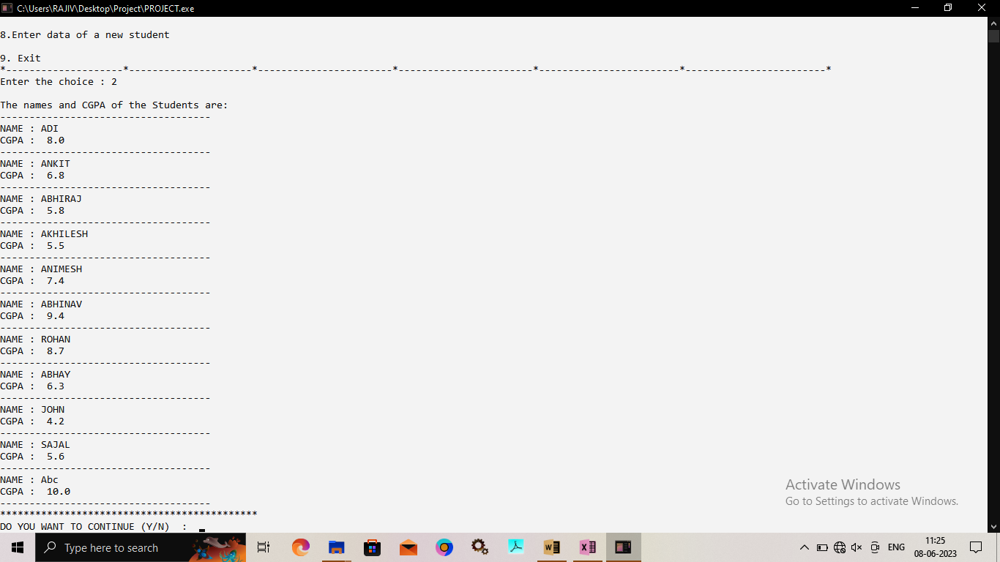 C:\Users\RAJIV\Desktop\Project\PROJECT.exe
8.Enter data of a new student
9. Exit
*--------------------*---------------------*-----------------------*-----------------------*------------------------*------------------------*
Enter the choice : 2
The names and CGPA of the Students are:
------------------------------------
NAME : ADI
CGPA :  8.0
------------------------------------
NAME : ANKIT
CGPA :  6.8
------------------------------------
NAME : ABHIRAJ
CGPA :  5.8
------------------------------------
NAME : AKHILESH
CGPA :  5.5
------------------------------------
NAME : ANIMESH
CGPA :  7.4
------------------------------------
NAME : ABHINAV
CGPA :  9.4
------------------------------------
NAME : ROHAN
CGPA :  8.7
------------------------------------
NAME : ABHAY
CGPA :  6.3
------------------------------------
NAME : JOHN
CGPA :  4.2
------------------------------------
NAME : SAJAL
CGPA :  5.6
------------------------------------
NAME : Abc
CGPA :  10.0
------------------------------------
********************************************
DO YOU WANT TO CONTINUE (Y/N)  :
Activate Windows
Go to Settings to activate Windows.
Type here to search
ENG
11:25
08-06-2023